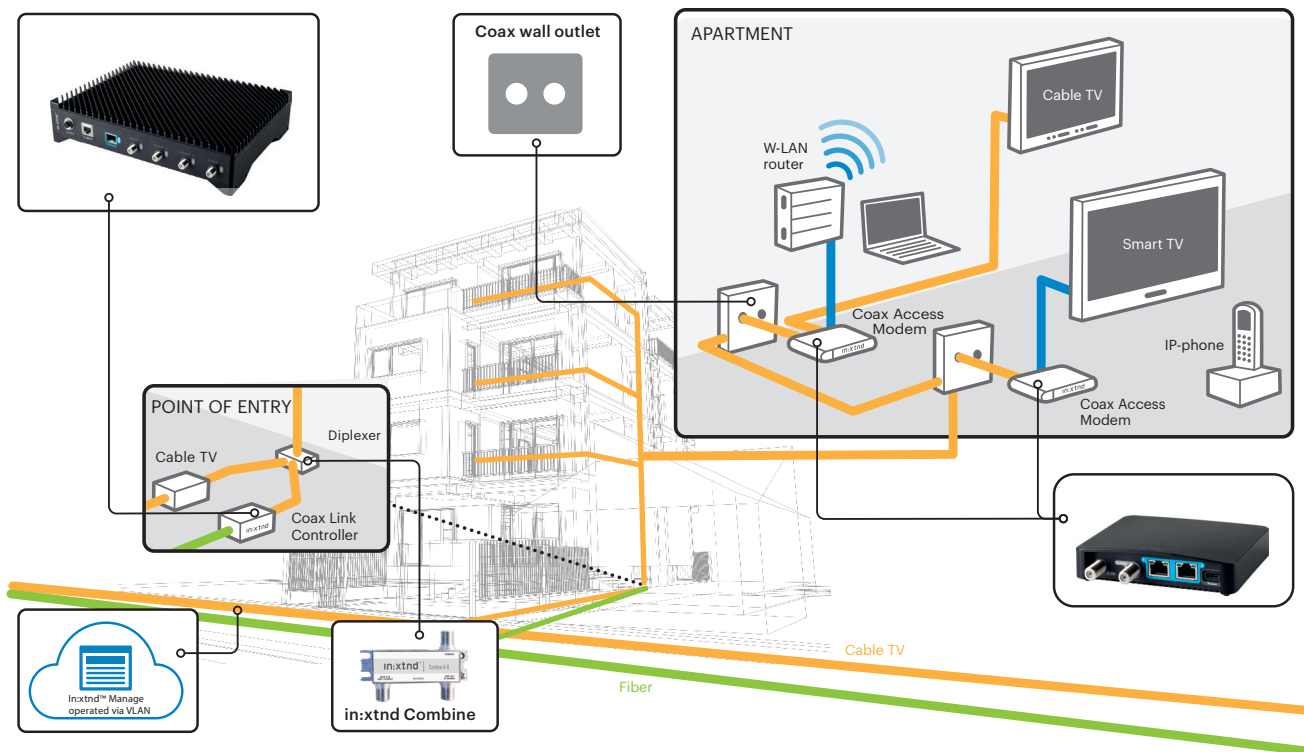 Coax wall outlet
APARTMENT
Cable TV
W-LAN
router
Smart TV
Coax Access
Modem
in:xtnd
IP-phone
in:xtnd
Coax Access
Modem
POINT OF ENTRY
Diplexer
Cable TV
in:xtnd
Coax Link
Controller
In:xtnd™ Manage
operated via VLAN
in:xtnd™
Combine A-B
in:xtnd Combine
Cable TV
Fiber